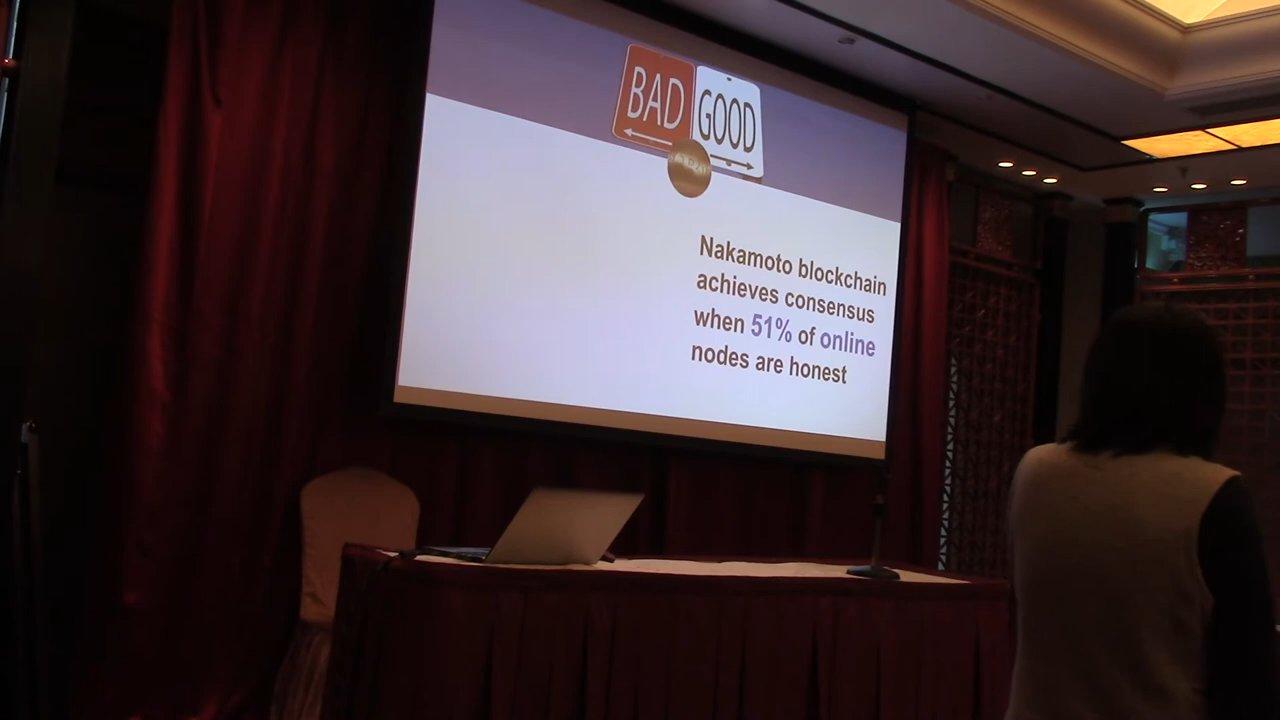 BAD
GOOD
Nakamoto blockchain
achieves consensus
when 51% of online
nodes are honest